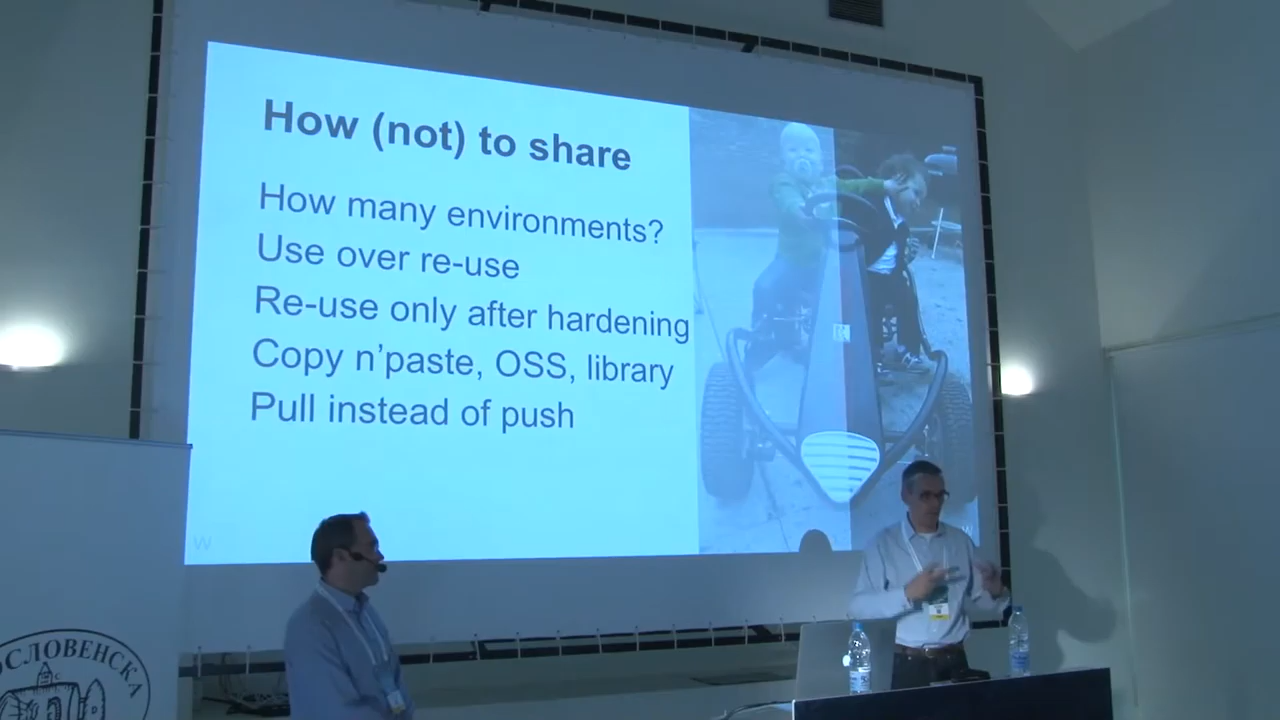 How (not) to share
How many environments?
Use over re-use
Re-use only after hardening
Copy n'paste, OSS, library
Pull instead of push
W
W
ОСЛОВЕНСКА